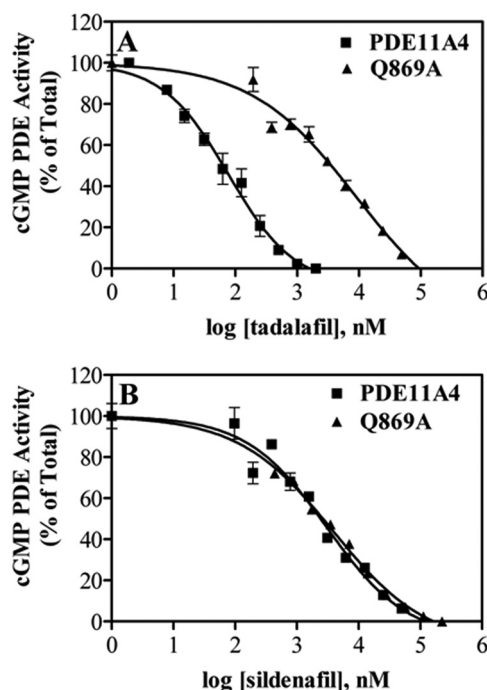 A
PDE11A4
Q869A
cGMP PDE Activity
(% of Total)
120
100
80
60
40
20
0
0 1 2 3 4 5 6
log [tadalafil], nM
B
PDE11A4
Q869A
cGMP PDE Activity
(% of Total)
120
100
80
60
40
20
0
0 1 2 3 4 5 6
log [sildenafil], nM